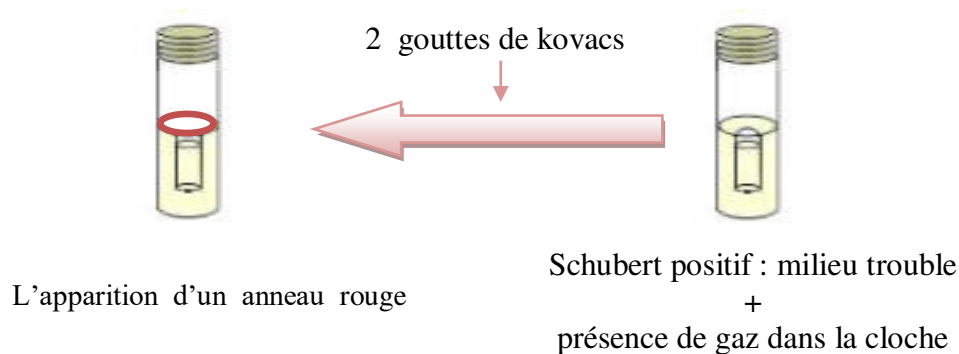 2 gouttes de kovacs
L’apparition d’un anneau rouge
Schubert positif : milieu trouble
+
présence de gaz dans la cloche